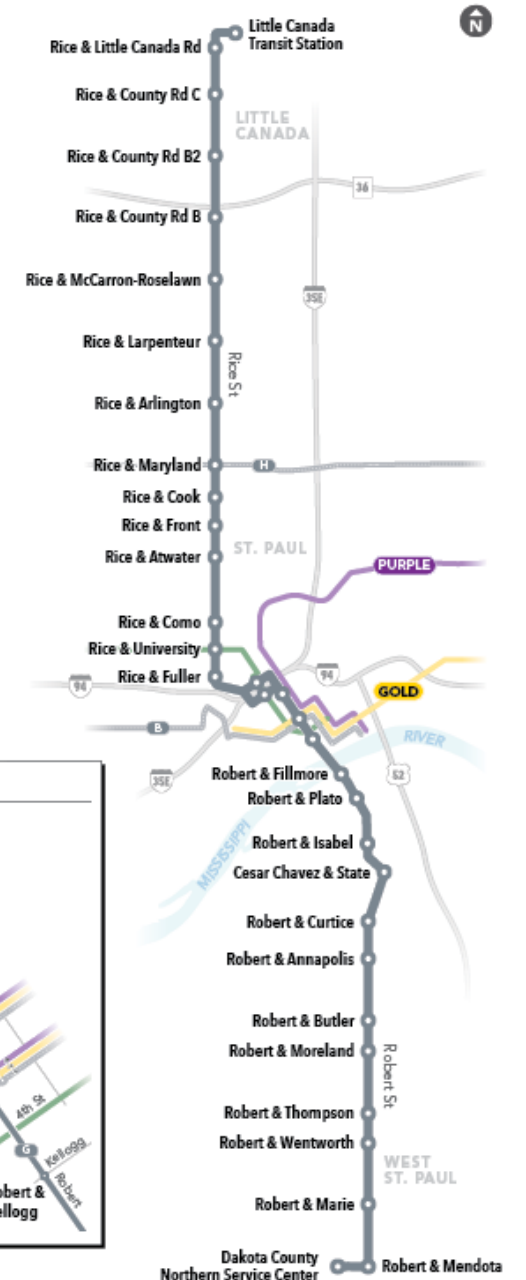 N
Little Canada
Transit Station
Rice & Little Canada Rd
Rice & County Rd C
LITTLE
CANADA
Rice & County Rd B2
36
Rice & County Rd B
Rice & McCarron-Roselawn
35E
Rice & Larpenteur
Rice St
Rice & Arlington
Rice & Maryland
H
Rice & Cook
Rice & Front
ST. PAUL
Rice & Atwater
PURPLE
Rice & Como
Rice & University
Rice & Fuller
94
94
GOLD
B
RIVER
35E
52
Robert & Fillmore
Robert & Plato
MISSISSIPPI
Robert & Isabel
Cesar Chavez & State
Robert & Curtice
Robert & Annapolis
Robert & Butler
Robert & Moreland
Robert St
4th St
Robert & Thompson
Robert & Wentworth
G
Kellogg
WEST
ST. PAUL
obert &
ellogg
Robert
Robert & Marie
Dakota County
Northern Service Center
Robert & Mendota